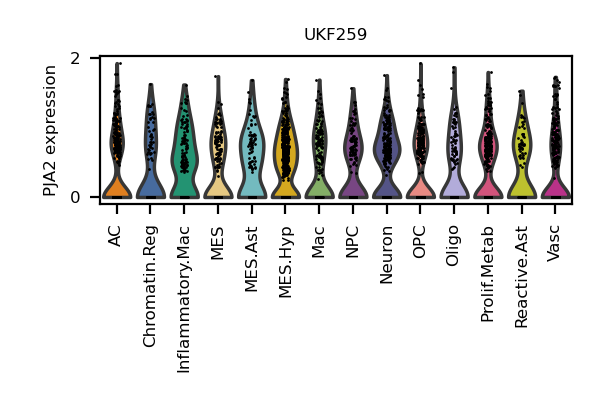 UKF259
PJA2 expression
2
0
AC
Chromatin.Reg
Inflammatory.Mac
MES
MES.Ast
MES.Hyp
Mac
NPC
Neuron
OPC
Oligo
Prolif.Metab
Reactive.Ast
Vasc